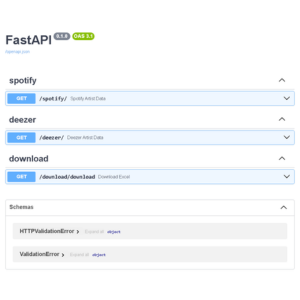 FastAPI 0.1.0 OAS 3.1
/openapi.json
spotify
GET /spotify/ Spotify Artist Data
deezer
GET /deezer/ Deezer Artist Data
download
GET /download/download Download Excel
Schemas
HTTPValidationError Expand all object
ValidationError Expand all object